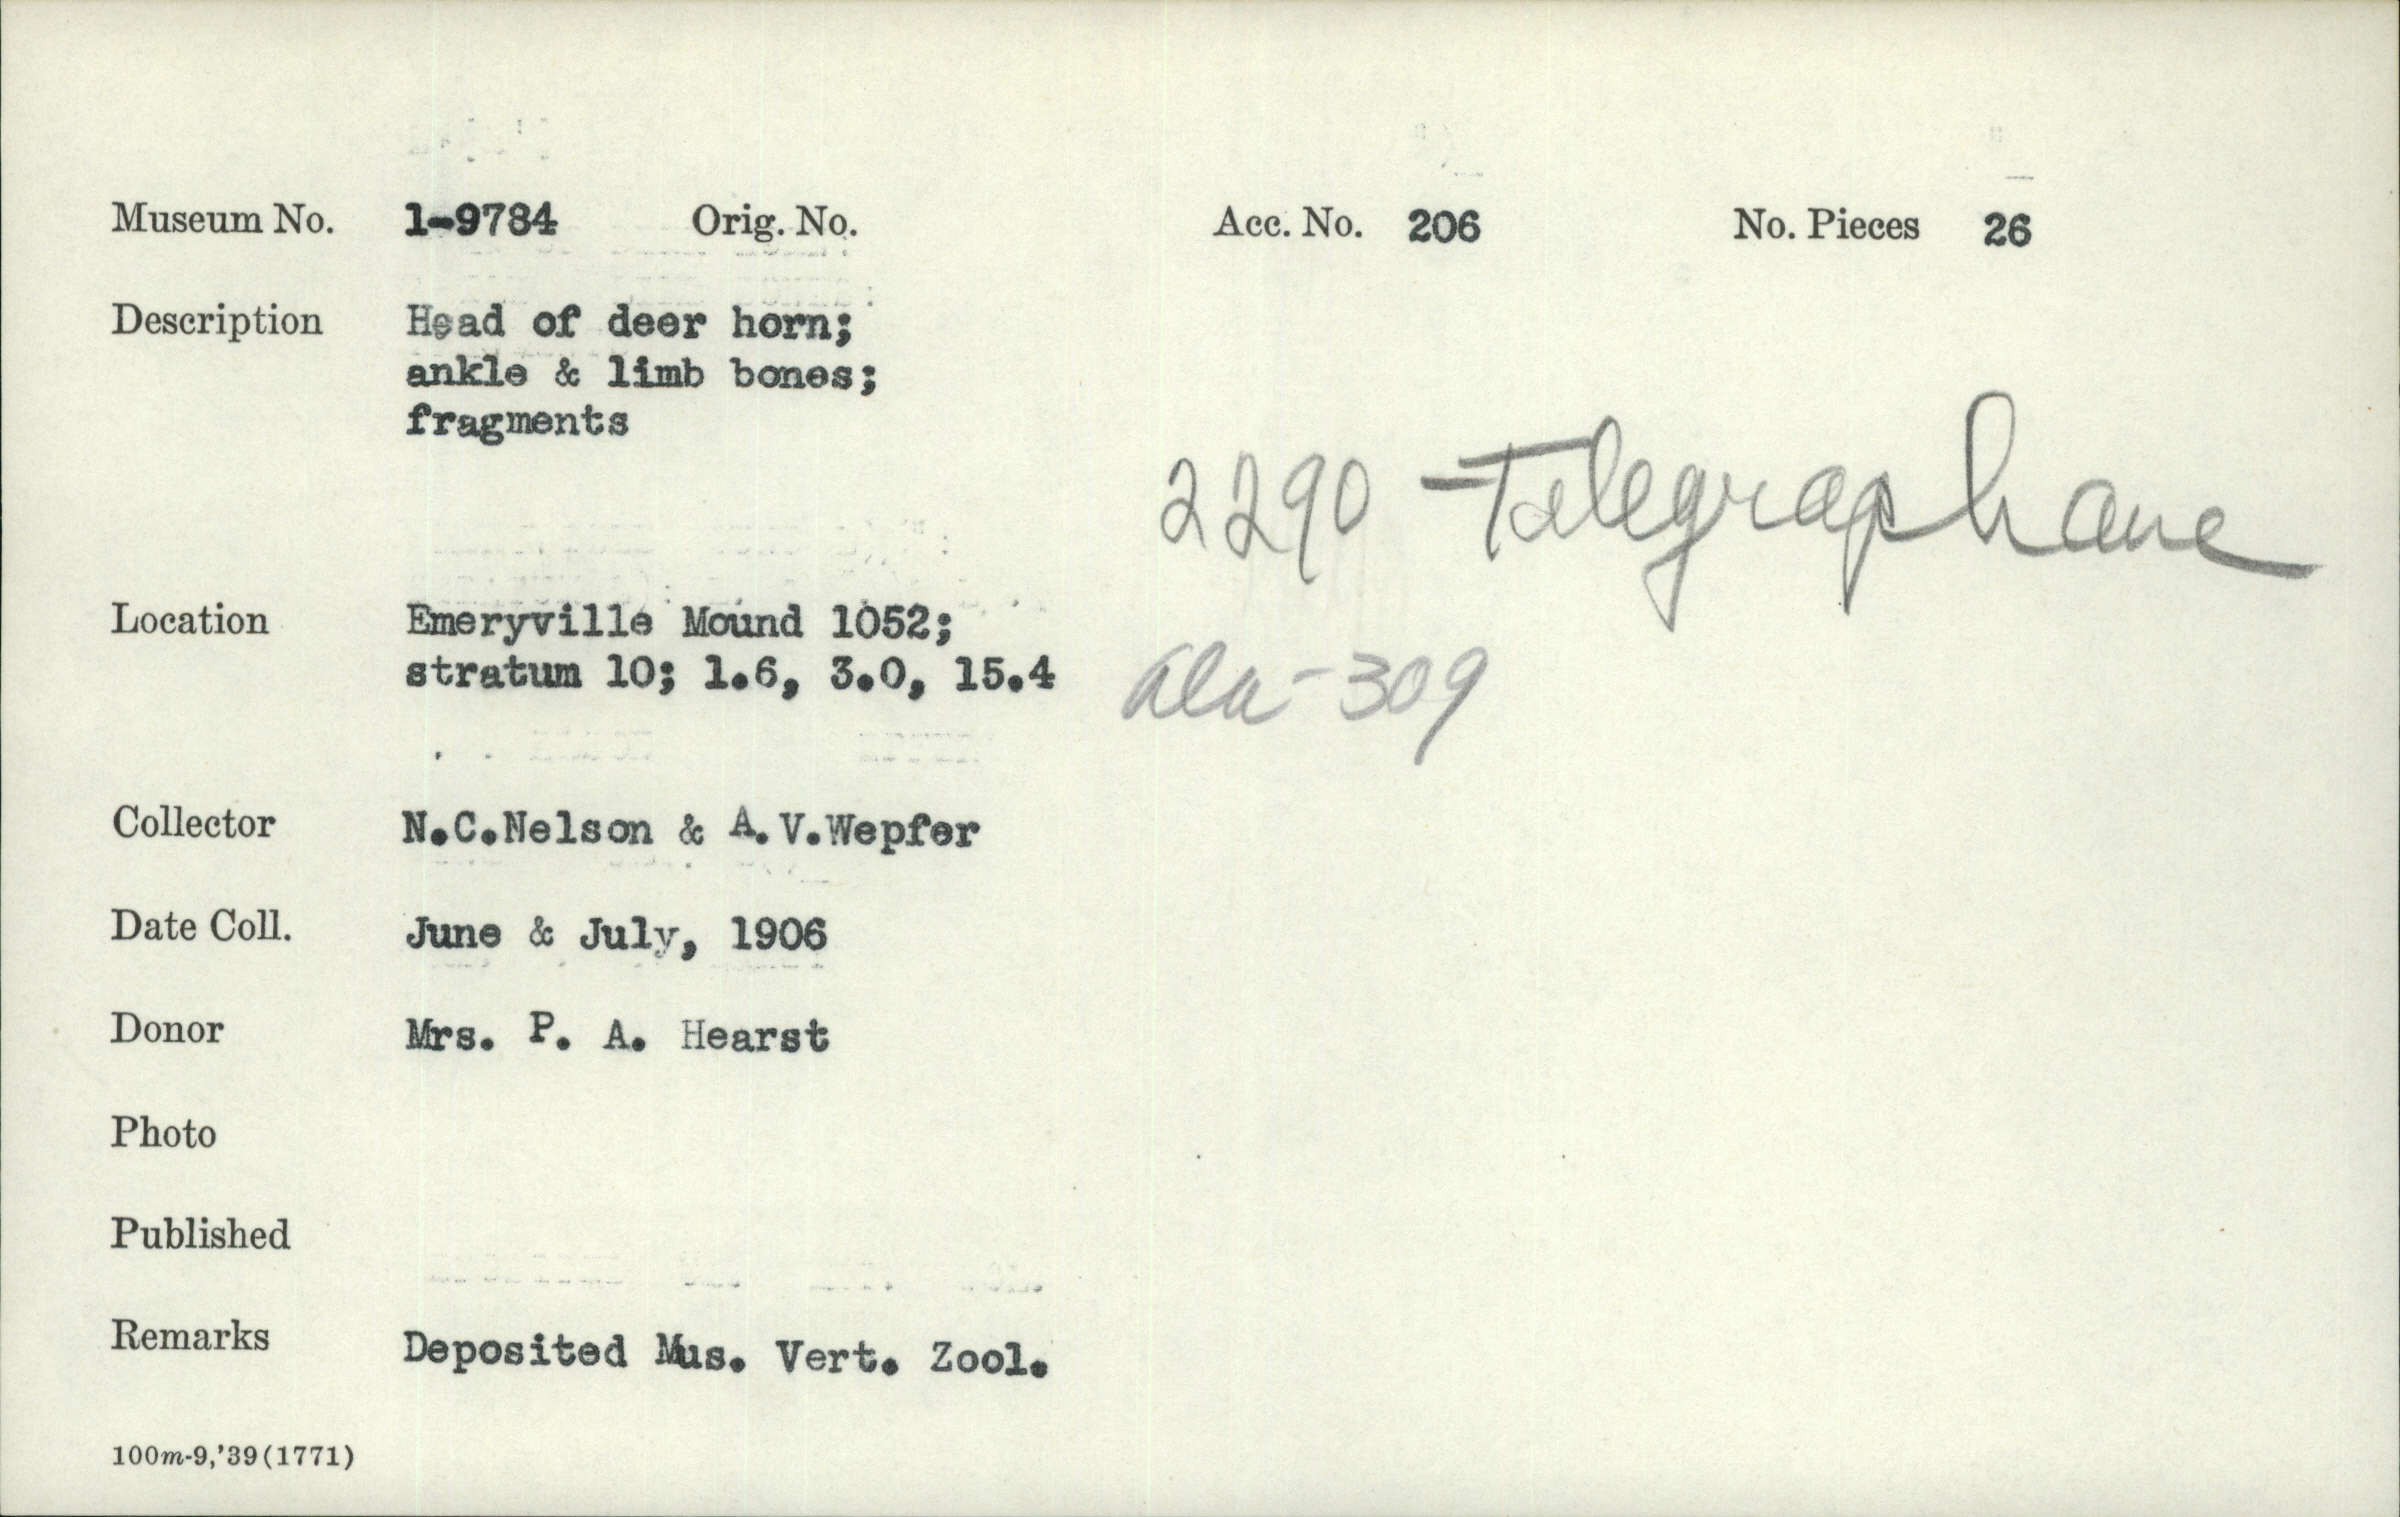 Museum No. 1-9784 Orig. No. Acc. No. 206 No. Pieces 26
Description Head of deer horn;
ankle & limb bones;
fragments
2290 - Telegraph ave
Location Emeryville Mound 1052;
stratum 10; 1.6, 3.0, 15.4
ala-309
Collector N.C.Nelson & A.V.Wepfer
Date Coll. June & July, 1906
Donor Mrs. P. A. Hearst
Photo
Published
Remarks Deposited Mus. Vert. Zool.
100m-9,'39(1771)